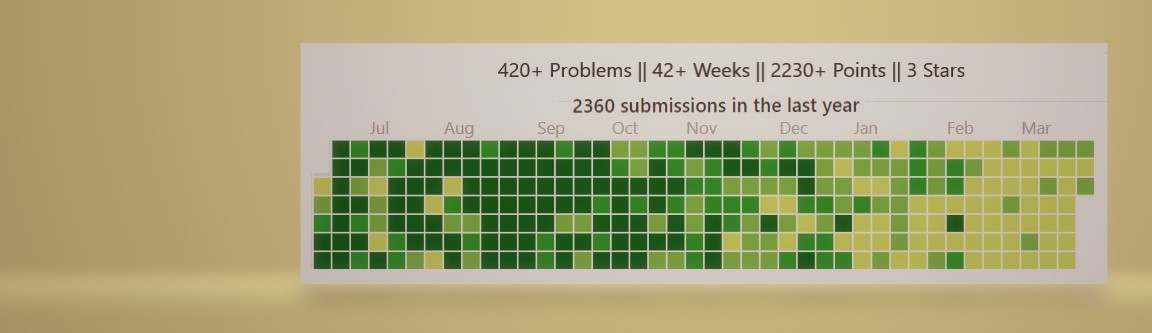 420+ Problems || 42+ Weeks || 2230+ Points || 3 Stars
2360 submissions in the last year
Jul Aug Sep Oct Nov Dec Jan Feb Mar